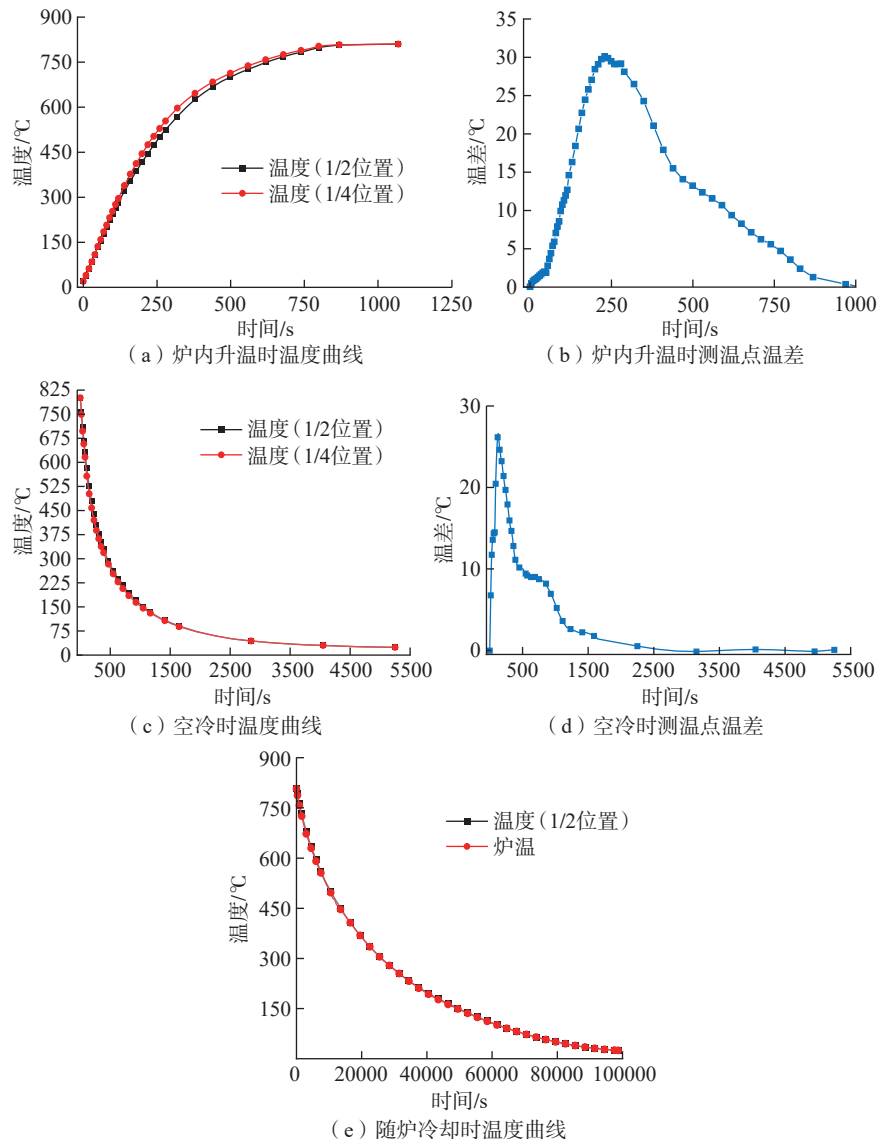 900
750
600
450
300
150
0
温度/℃
温度(1/2位置)
温度(1/4位置)
0 250 500 750 1000 1250
时间/s
(a)炉内升温时温度曲线
35
30
25
20
15
10
5
0
温差/℃
0 250 500 750 1000
时间/s
(b)炉内升温时测温点温差
825
750
675
600
525
450
375
300
225
150
75
0
温度/℃
温度(1/2位置)
温度(1/4位置)
500 1500 2500 3500 4500 5500
时间/s
(c)空冷时温度曲线
30
20
10
0
温差/℃
500 1500 2500 3500 4500 5500
时间/s
(d)空冷时测温点温差
900
750
600
450
300
150
温度/℃
温度(1/2位置)
炉温
0 20000 40000 60000 80000 100000
时间/s
(e)随炉冷却时温度曲线